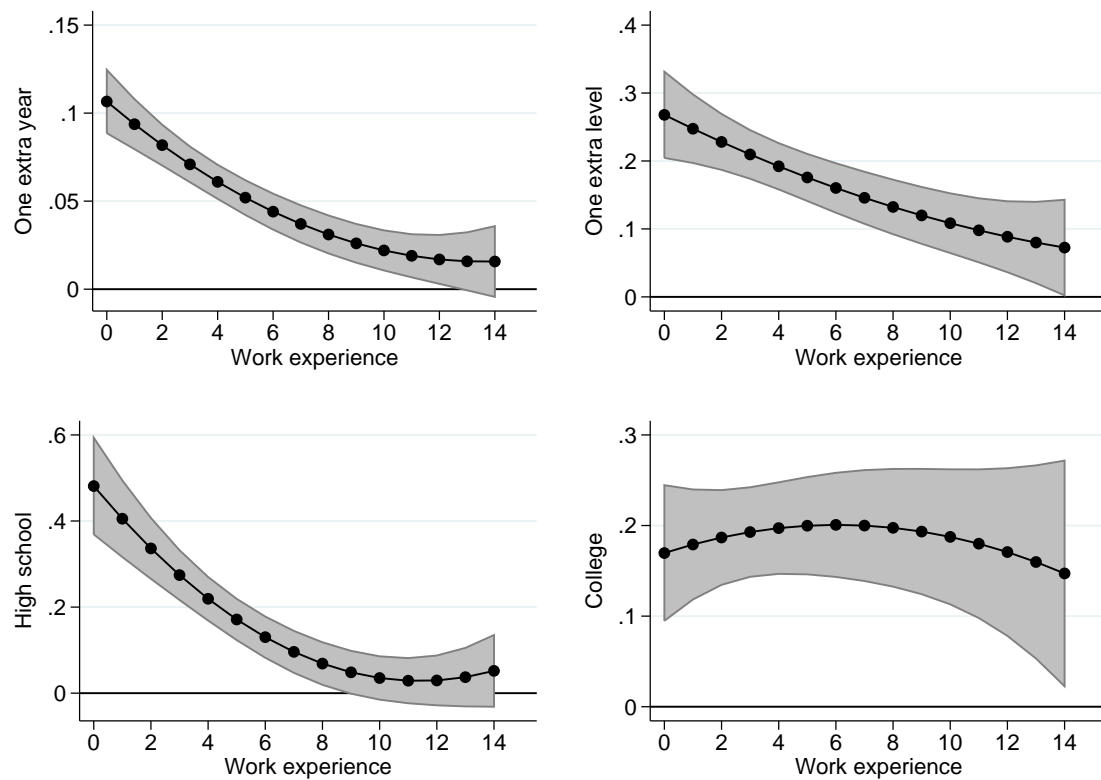 One extra year
.15
.1
.05
0
0 2 4 6 8 10 12 14
Work experience
One extra level
.4
.3
.2
.1
0
0 2 4 6 8 10 12 14
Work experience
High school
.6
.4
.2
0
0 2 4 6 8 10 12 14
Work experience
College
.3
.2
.1
0
0 2 4 6 8 10 12 14
Work experience